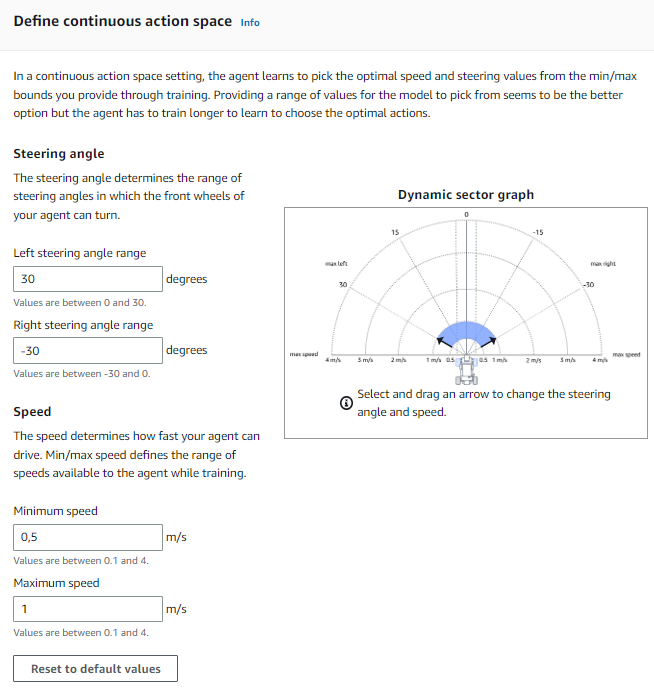 Define continuous action space Info
In a continuous action space setting, the agent learns to pick the optimal speed and steering values from the min/max
bounds you provide through training. Providing a range of values for the model to pick from seems to be the better
option but the agent has to train longer to learn to choose the optimal actions.
Steering angle
The steering angle determines the range of
steering angles in which the front wheels of
your agent can turn.
Left steering angle range
30 degrees
Values are between 0 and 30.
Right steering angle range
-30 degrees
Values are between -30 and 0.
Speed
The speed determines how fast your agent can
drive. Min/max speed defines the range of
speeds available to the agent while training.
Minimum speed
0,5 m/s
Values are between 0.1 and 4.
Maximum speed
1 m/s
Values are between 0.1 and 4.
Reset to default values
Dynamic sector graph
0
15 -15
max left max right
30 -30
max speed 4 m/s 3 m/s 2 m/s 1 m/s 0.5 0.5 1 m/s 2 m/s 3 m/s 4 m/s max speed
Select and drag an arrow to change the steering
angle and speed.